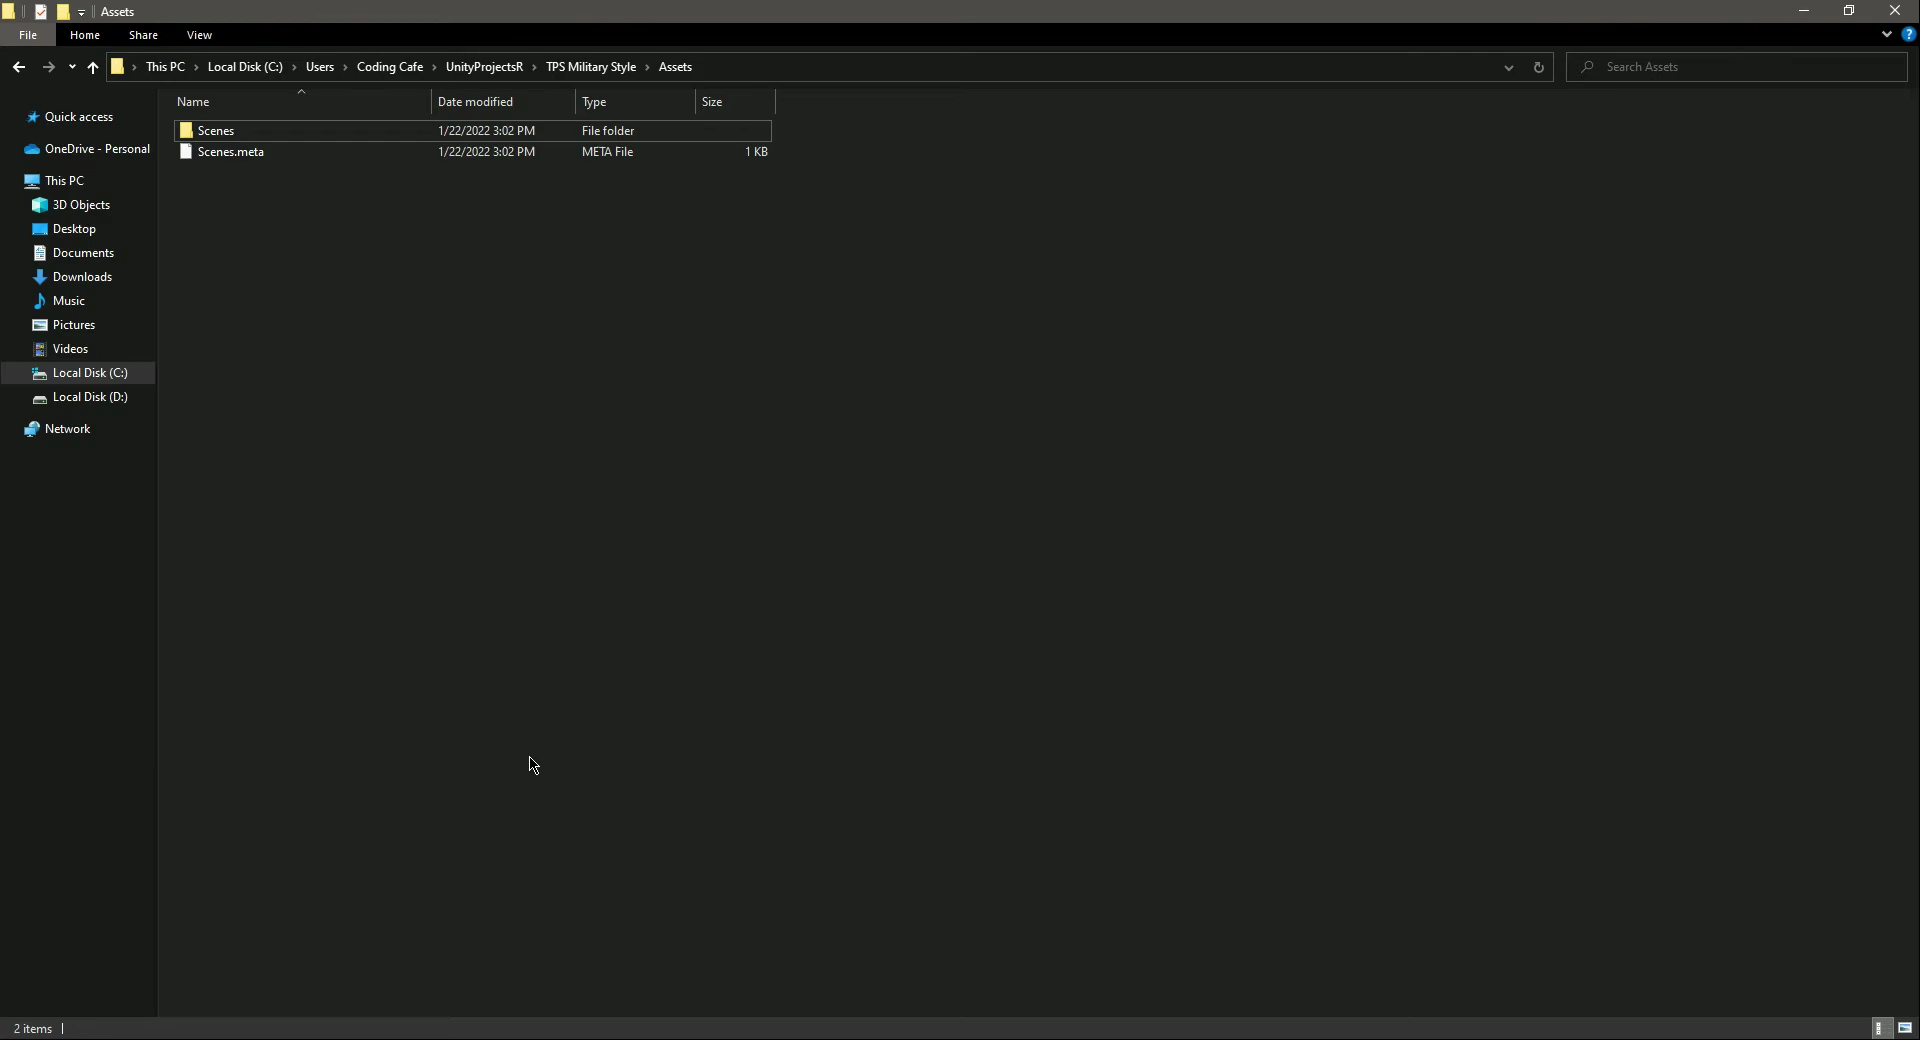 Assets
File Home Share View
This PC Local Disk (C:) Users Coding Cafe UnityProjectsR TPS Military Style Assets Search Assets
Name Date modified Type Size
Scenes 1/22/2022 3:02 PM File folder
Scenes.meta 1/22/2022 3:02 PM META File 1 KB
Quick access
OneDrive - Personal
This PC
3D Objects
Desktop
Documents
Downloads
Music
Pictures
Videos
Local Disk (C:)
Local Disk (D:)
Network
2 items